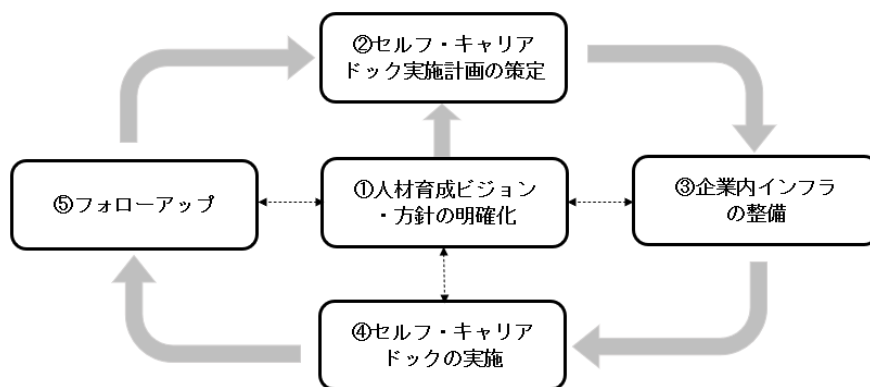 ②セルフ・キャリア
ドック実施計画の策定
⑤フォローアップ
①人材育成ビジョン
・方針の明確化
③企業内インフラ
の整備
④セルフ・キャリア
ドックの実施